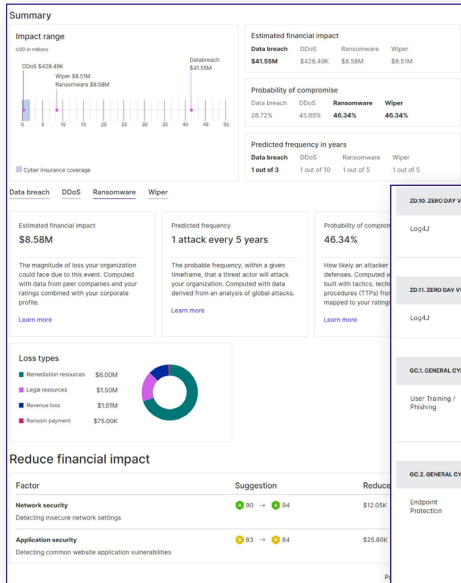 Summary
Impact range
USD in millions
DDoS $428.49K
Wiper $8.51M
Ransomware $8.58M
Databreach
$41.55M
0 5 10 15 20 25 30 35 40 45 50
Cyber insurance coverage
Estimated financial impact
Data breach DDoS Ransomware Wiper
$41.55M $428.49K $8.58M $8.51M
Probability of compromise
Data breach DDoS Ransomware Wiper
28.72% 45.89% 46.34% 46.34%
Predicted frequency in years
Data breach DDoS Ransomware Wiper
1 out of 3 1 out of 10 1 out of 5 1 out of 5
Data breach DDoS Ransomware Wiper
Estimated financial impact
$8.58M
The magnitude of loss your organization
could face due to this event. Computed
with data from peer companies and your
ratings combined with your corporate
profile.
Learn more
Predicted frequency
1 attack every 5 years
The probable frequency, within a given
timeframe, that a threat actor will attack
your organization. Computed with data
derived from an analysis of global attacks.
Learn more
Probability of comprom
46.34%
How likely an attacker
defenses. Computed w
built with tactics, techn
procedures (TTPs) fron
mapped to your rating
Learn more
Loss types
Remediation resources $6.00M
Legal resources $1.50M
Revenue loss $1.01M
Ransom payment $75.00K
ZD.10. ZERO DAY V
Log4J
ZD.11. ZERO DAY V
Log4J
GC.1. GENERAL CY
User Training /
Phishing
GC.2. GENERAL CY
Endpoint
Protection
Reduce financial impact
Factor Suggestion Reduce
Network security A 90 → A 94 $12.05K
Detecting insecure network settings
Application security B 83 → B 84 $25.80K
Detecting common website application vulnerabilities